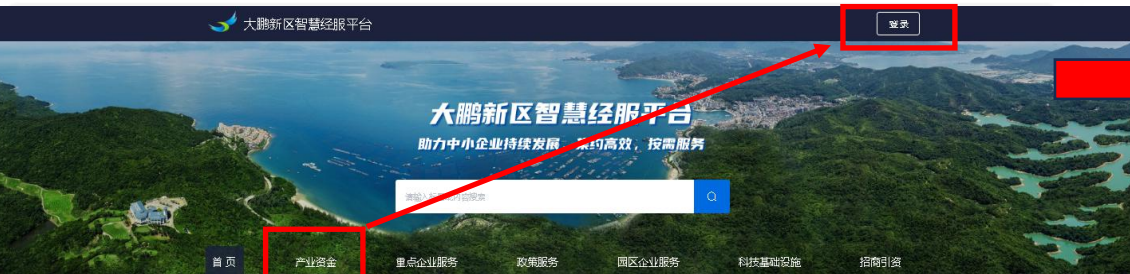 大鹏新区智慧经服平台
登录
大鹏新区智慧经服平台
助力中小企业持续发展，集约高效，按需服务
首页 产业资金 重点企业服务 政策服务 园区企业服务 科技基础设施 招商引资